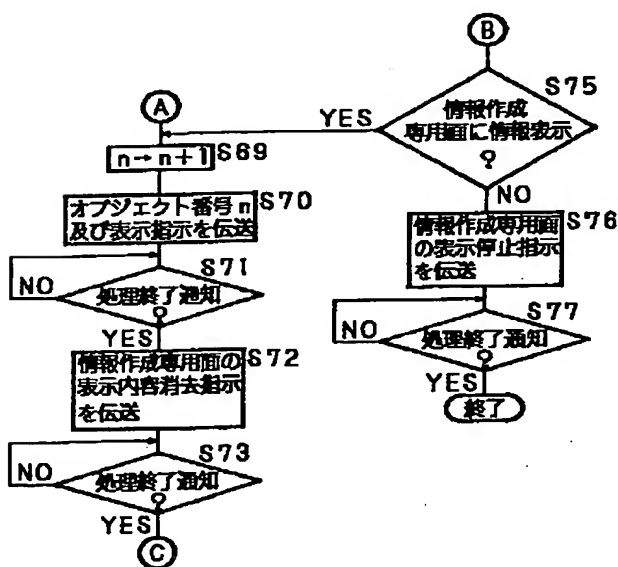 A
n→n+1 S69
オブジェクト番号 n S70
及び表示指示を伝送
S71
NO 処理終了通知
?
YES
情報作成専用面の S72
表示内容消去指示
を伝送
S73
NO 処理終了通知
?
YES
C
B
S75
YES 情報作成
専用面に情報表示
?
NO
情報作成専用面 S76
の表示停止指示
を伝送
S77
NO 処理終了通知
?
YES
終了